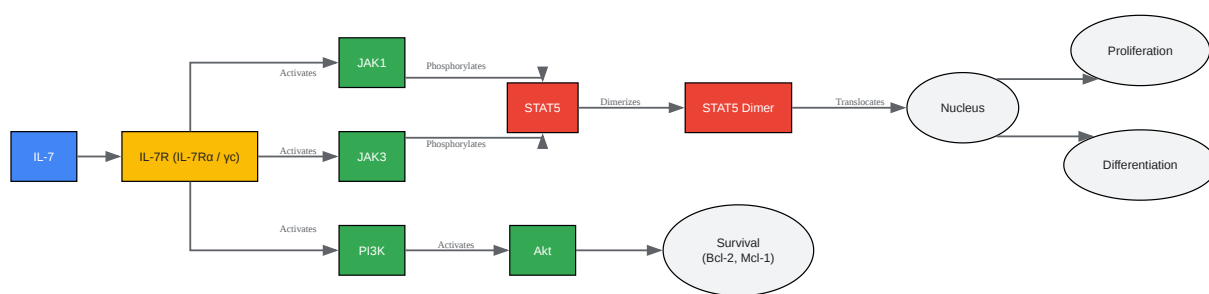 Proliferation
JAK1
Phosphorylates
Activates
STAT5
Dimerizes
STAT5 Dimer
Translocates
Nucleus
IL-7
IL-7R (IL-7Rα / γc)
Activates
JAK3
Phosphorylates
Differentiation
Activates
PI3K
Activates
Akt
Survival
(Bcl-2, Mcl-1)